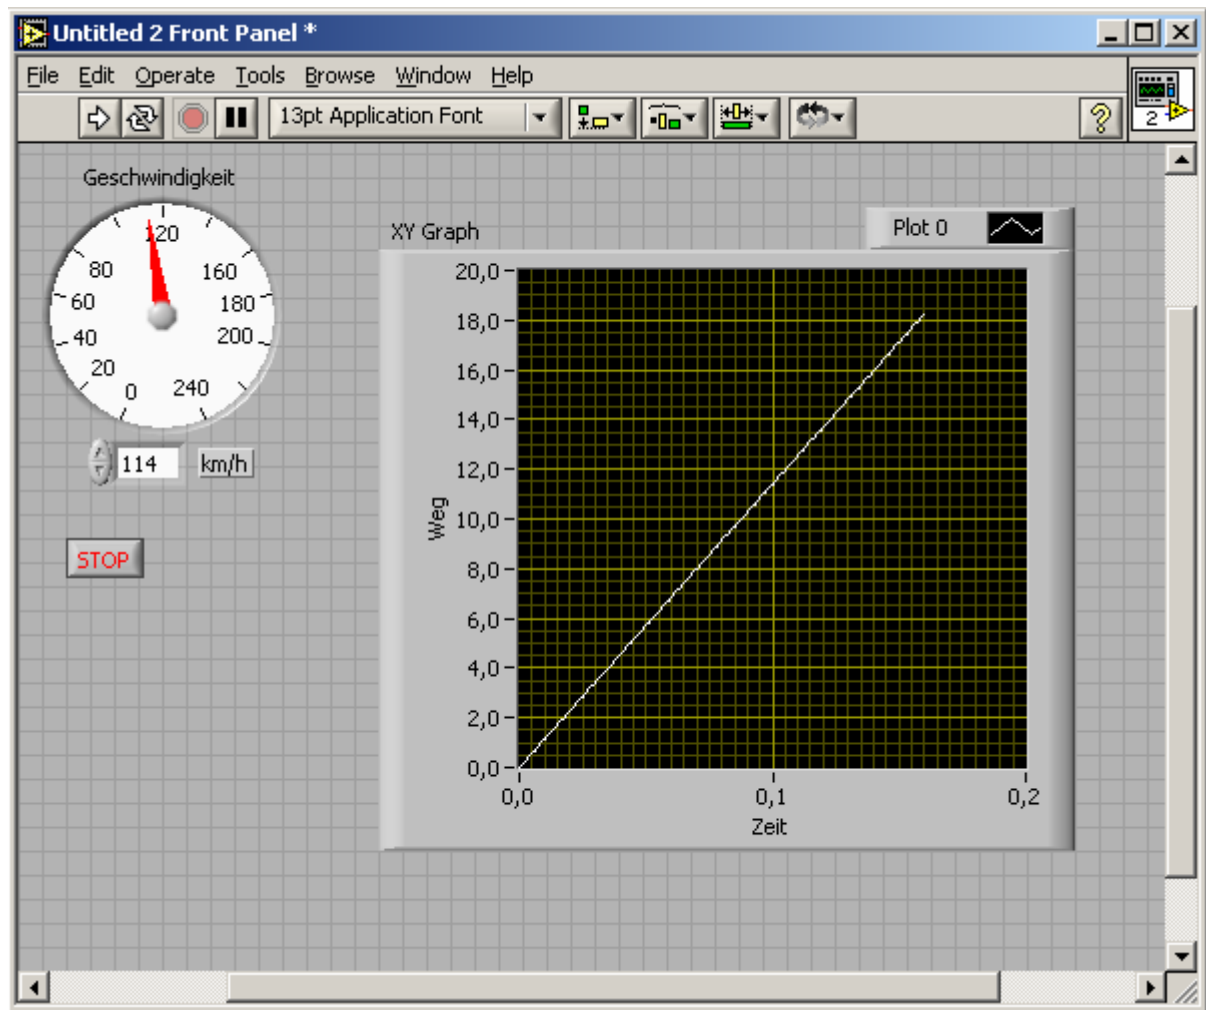 Untitled 2 Front Panel *
File Edit Operate Tools Browse Window Help
13pt Application Font
?
2
Geschwindigkeit
120
80 160
60 180
40 200
20
0 240
114 km/h
STOP
XY Graph
Plot 0
20,0
18,0
16,0
14,0
12,0
10,0
8,0
6,0
4,0
2,0
0,0
Weg
0,0 0,1 0,2
Zeit